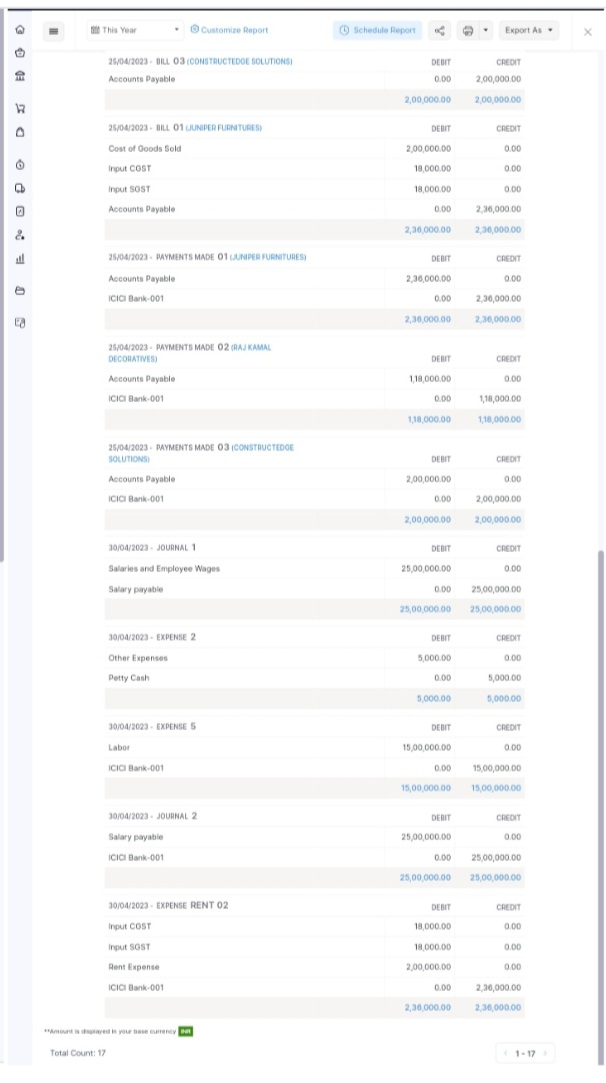 This Year Customize Report Schedule Report Export As
25/04/2023 - BILL 03 (CONSTRUCTEDGE SOLUTIONS) DEBIT CREDIT
Accounts Payable 0.00 2,00,000.00
2,00,000.00 2,00,000.00
25/04/2023 - BILL 01 (JUNIPER FURNITURES) DEBIT CREDIT
Cost of Goods Sold 2,00,000.00 0.00
Input CGST 18,000.00 0.00
Input SGST 18,000.00 0.00
Accounts Payable 0.00 2,36,000.00
2,36,000.00 2,36,000.00
25/04/2023 - PAYMENTS MADE 01 (JUNIPER FURNITURES) DEBIT CREDIT
Accounts Payable 2,36,000.00 0.00
ICICI Bank-001 0.00 2,36,000.00
2,36,000.00 2,36,000.00
25/04/2023 - PAYMENTS MADE 02 (RAJ KAMAL
DECORATIVES) DEBIT CREDIT
Accounts Payable 1,18,000.00 0.00
ICICI Bank-001 0.00 1,18,000.00
1,18,000.00 1,18,000.00
25/04/2023 - PAYMENTS MADE 03 (CONSTRUCTEDGE
SOLUTIONS) DEBIT CREDIT
Accounts Payable 2,00,000.00 0.00
ICICI Bank-001 0.00 2,00,000.00
2,00,000.00 2,00,000.00
30/04/2023 - JOURNAL 1 DEBIT CREDIT
Salaries and Employee Wages 25,00,000.00 0.00
Salary payable 0.00 25,00,000.00
25,00,000.00 25,00,000.00
30/04/2023 - EXPENSE 2 DEBIT CREDIT
Other Expenses 5,000.00 0.00
Petty Cash 0.00 5,000.00
5,000.00 5,000.00
30/04/2023 - EXPENSE 5 DEBIT CREDIT
Labor 15,00,000.00 0.00
ICICI Bank-001 0.00 15,00,000.00
15,00,000.00 15,00,000.00
30/04/2023 - JOURNAL 2 DEBIT CREDIT
Salary payable 25,00,000.00 0.00
ICICI Bank-001 0.00 25,00,000.00
25,00,000.00 25,00,000.00
30/04/2023 - EXPENSE RENT 02 DEBIT CREDIT
Input CGST 18,000.00 0.00
Input SGST 18,000.00 0.00
Rent Expense 2,00,000.00 0.00
ICICI Bank-001 0.00 2,36,000.00
2,36,000.00 2,36,000.00
**Amount is displayed in your base currency INR
Total Count: 17 1 - 17